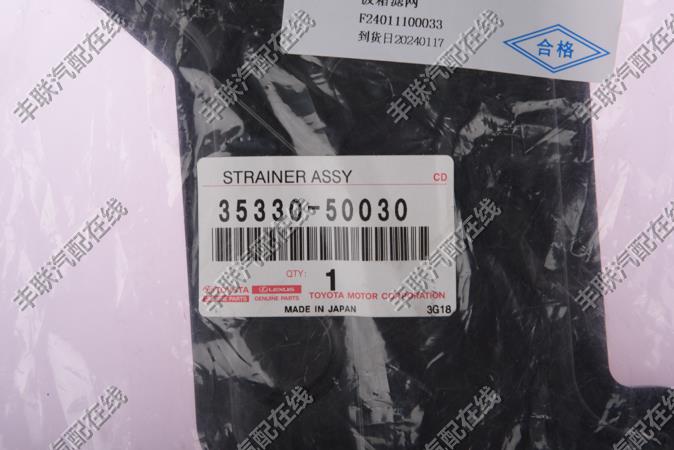 波箱滤网
F24011100033
到货日20240117
合格
STRAINER ASSY
CD
35330-50030
QTY: 1
TOYOTA
GENUINE PARTS
LEXUS
GENUINE PARTS
TOYOTA MOTOR CORPORATION
MADE IN JAPAN
3G18
丰联汽配在线